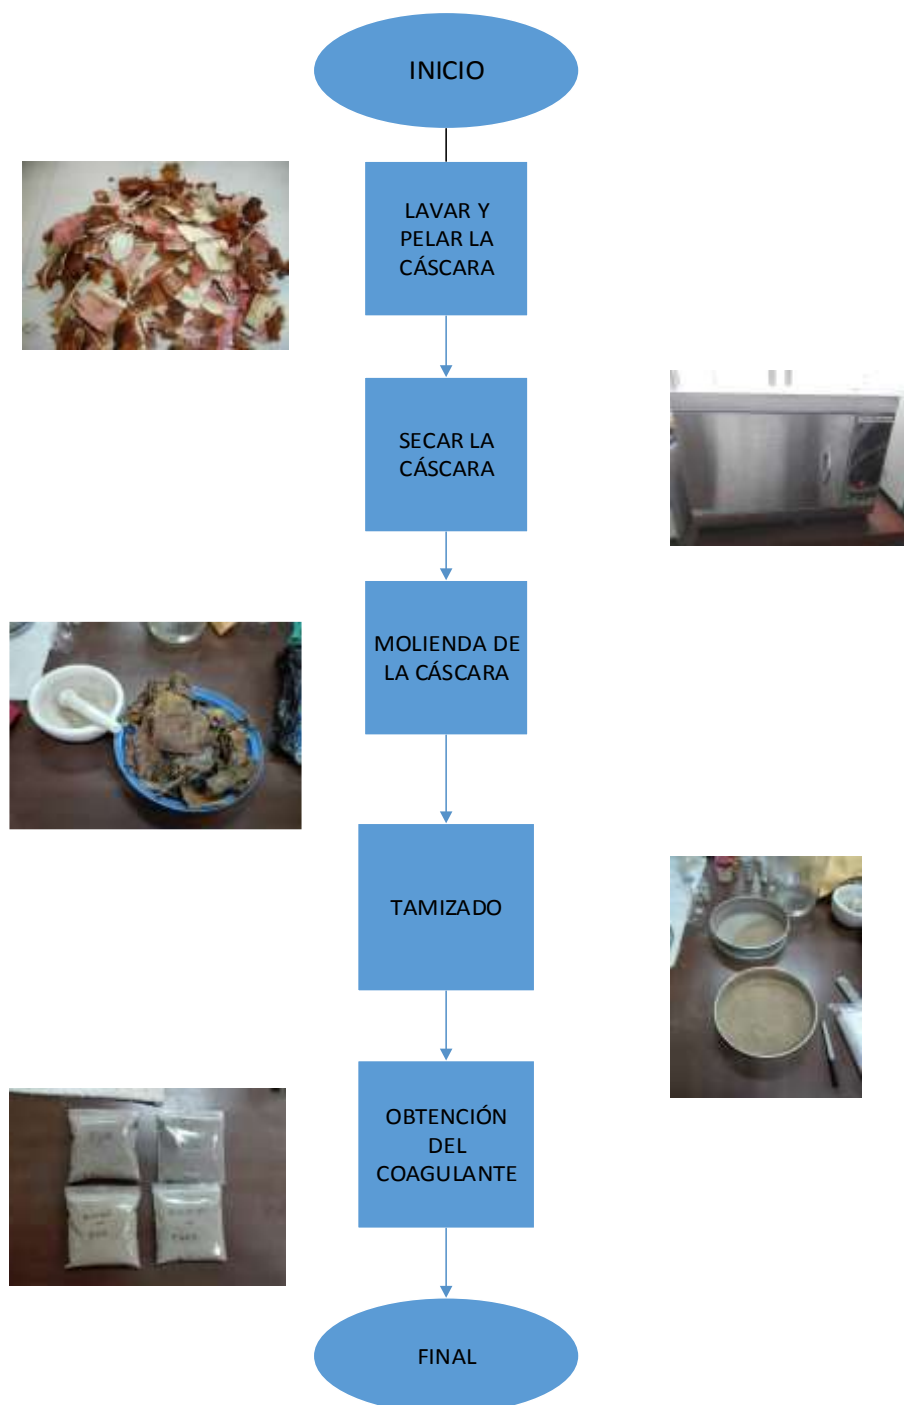 INICIO
LAVAR Y
PELAR LA
CÁSCARA
SECAR LA
CÁSCARA
MOLIENDA DE
LA CÁSCARA
TAMIZADO
OBTENCIÓN
DEL
COAGULANTE
FINAL